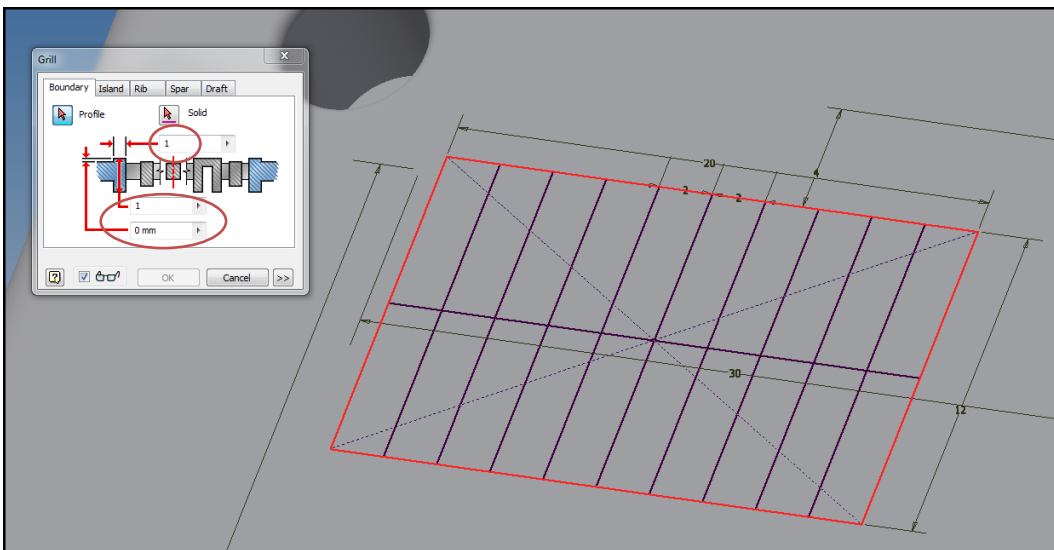 Grill
x
Boundary Island Rib Spar Draft
Profile Solid
1
1
0 mm
? OK Cancel >>
20
4
2 2
30
12